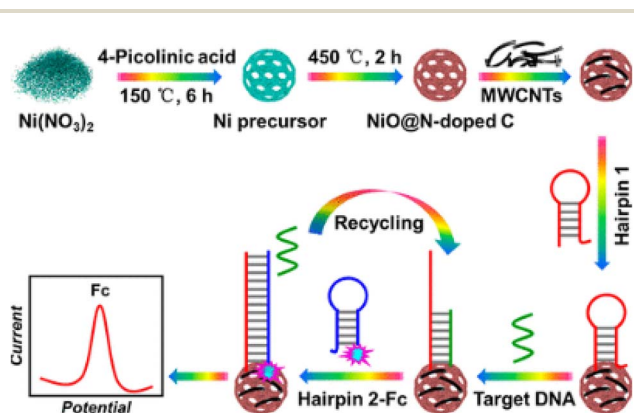 4-Picolinic acid
450 ℃, 2 h
150 ℃, 6 h
MWCNTs
Ni(NO₃)₂
Ni precursor
NiO@N-doped C
Hairpin 1
Recycling
Fc
Current
Potential
Hairpin 2-Fc
Target DNA